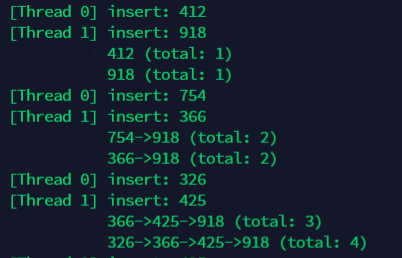 [Thread 0] insert: 412
[Thread 1] insert: 918
412 (total: 1)
918 (total: 1)
[Thread 0] insert: 754
[Thread 1] insert: 366
754->918 (total: 2)
366->918 (total: 2)
[Thread 0] insert: 326
[Thread 1] insert: 425
366->425->918 (total: 3)
326->366->425->918 (total: 4)